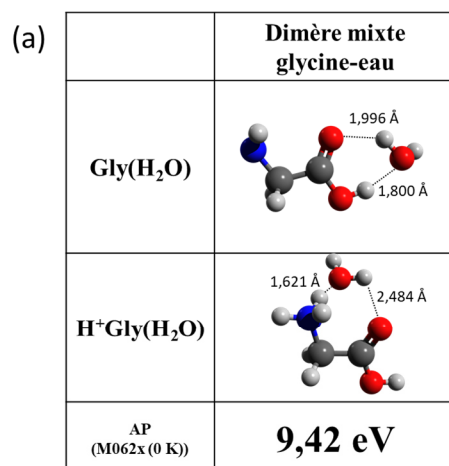 (a)
Dimère mixte
glycine-eau
Gly(H₂O)
1,996 Å
1,800 Å
H⁺Gly(H₂O)
1,621 Å
2,484 Å
AP
(M062x (0 K))
9,42 eV